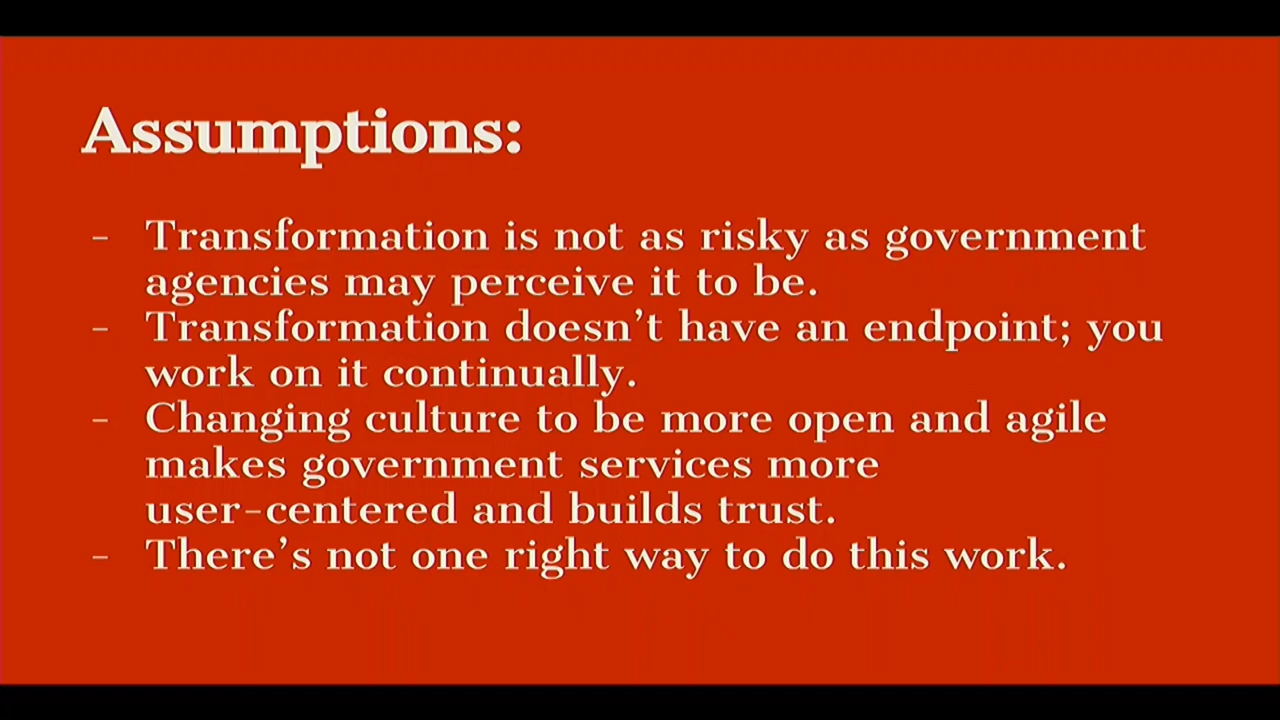 Assumptions:
- Transformation is not as risky as government
agencies may perceive it to be.
- Transformation doesn’t have an endpoint; you
work on it continually.
- Changing culture to be more open and agile
makes government services more
user-centered and builds trust.
- There’s not one right way to do this work.